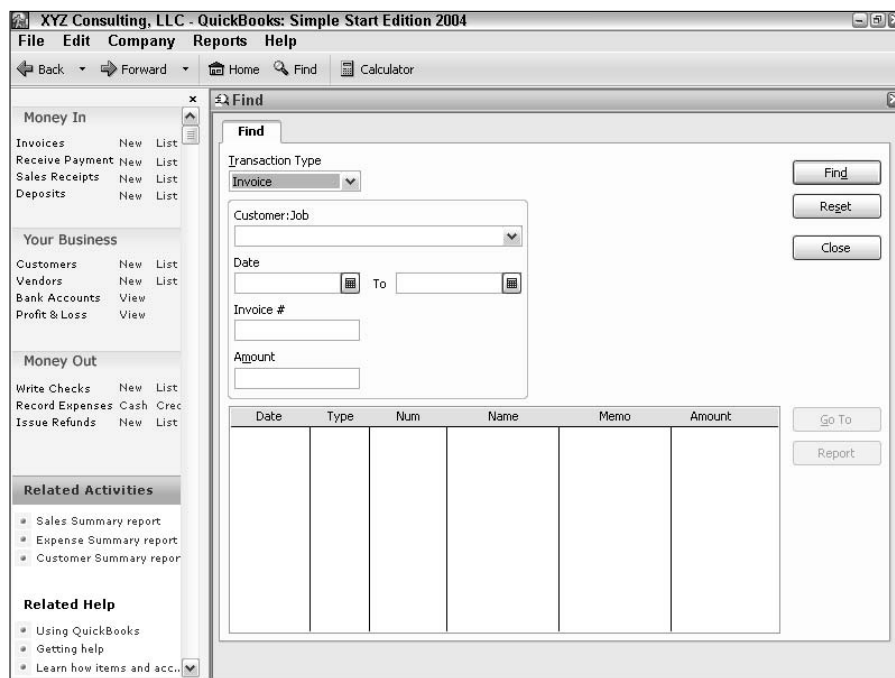 XYZ Consulting, LLC - QuickBooks: Simple Start Edition 2004
File Edit Company Reports Help
Back Forward Home Find Calculator
Money In
Invoices New List
Receive Payment New List
Sales Receipts New List
Deposits New List
Your Business
Customers New List
Vendors New List
Bank Accounts View
Profit & Loss View
Money Out
Write Checks New List
Record Expenses Cash Crec
Issue Refunds New List
Related Activities
Sales Summary report
Expense Summary report
Customer Summary repor
Related Help
Using QuickBooks
Getting help
Learn how items and acc..
Find
Find
Transaction Type
Invoice
Customer:Job
Date
To
Invoice #
Amount
Find
Reset
Close
Date Type Num Name Memo Amount
Go To
Report